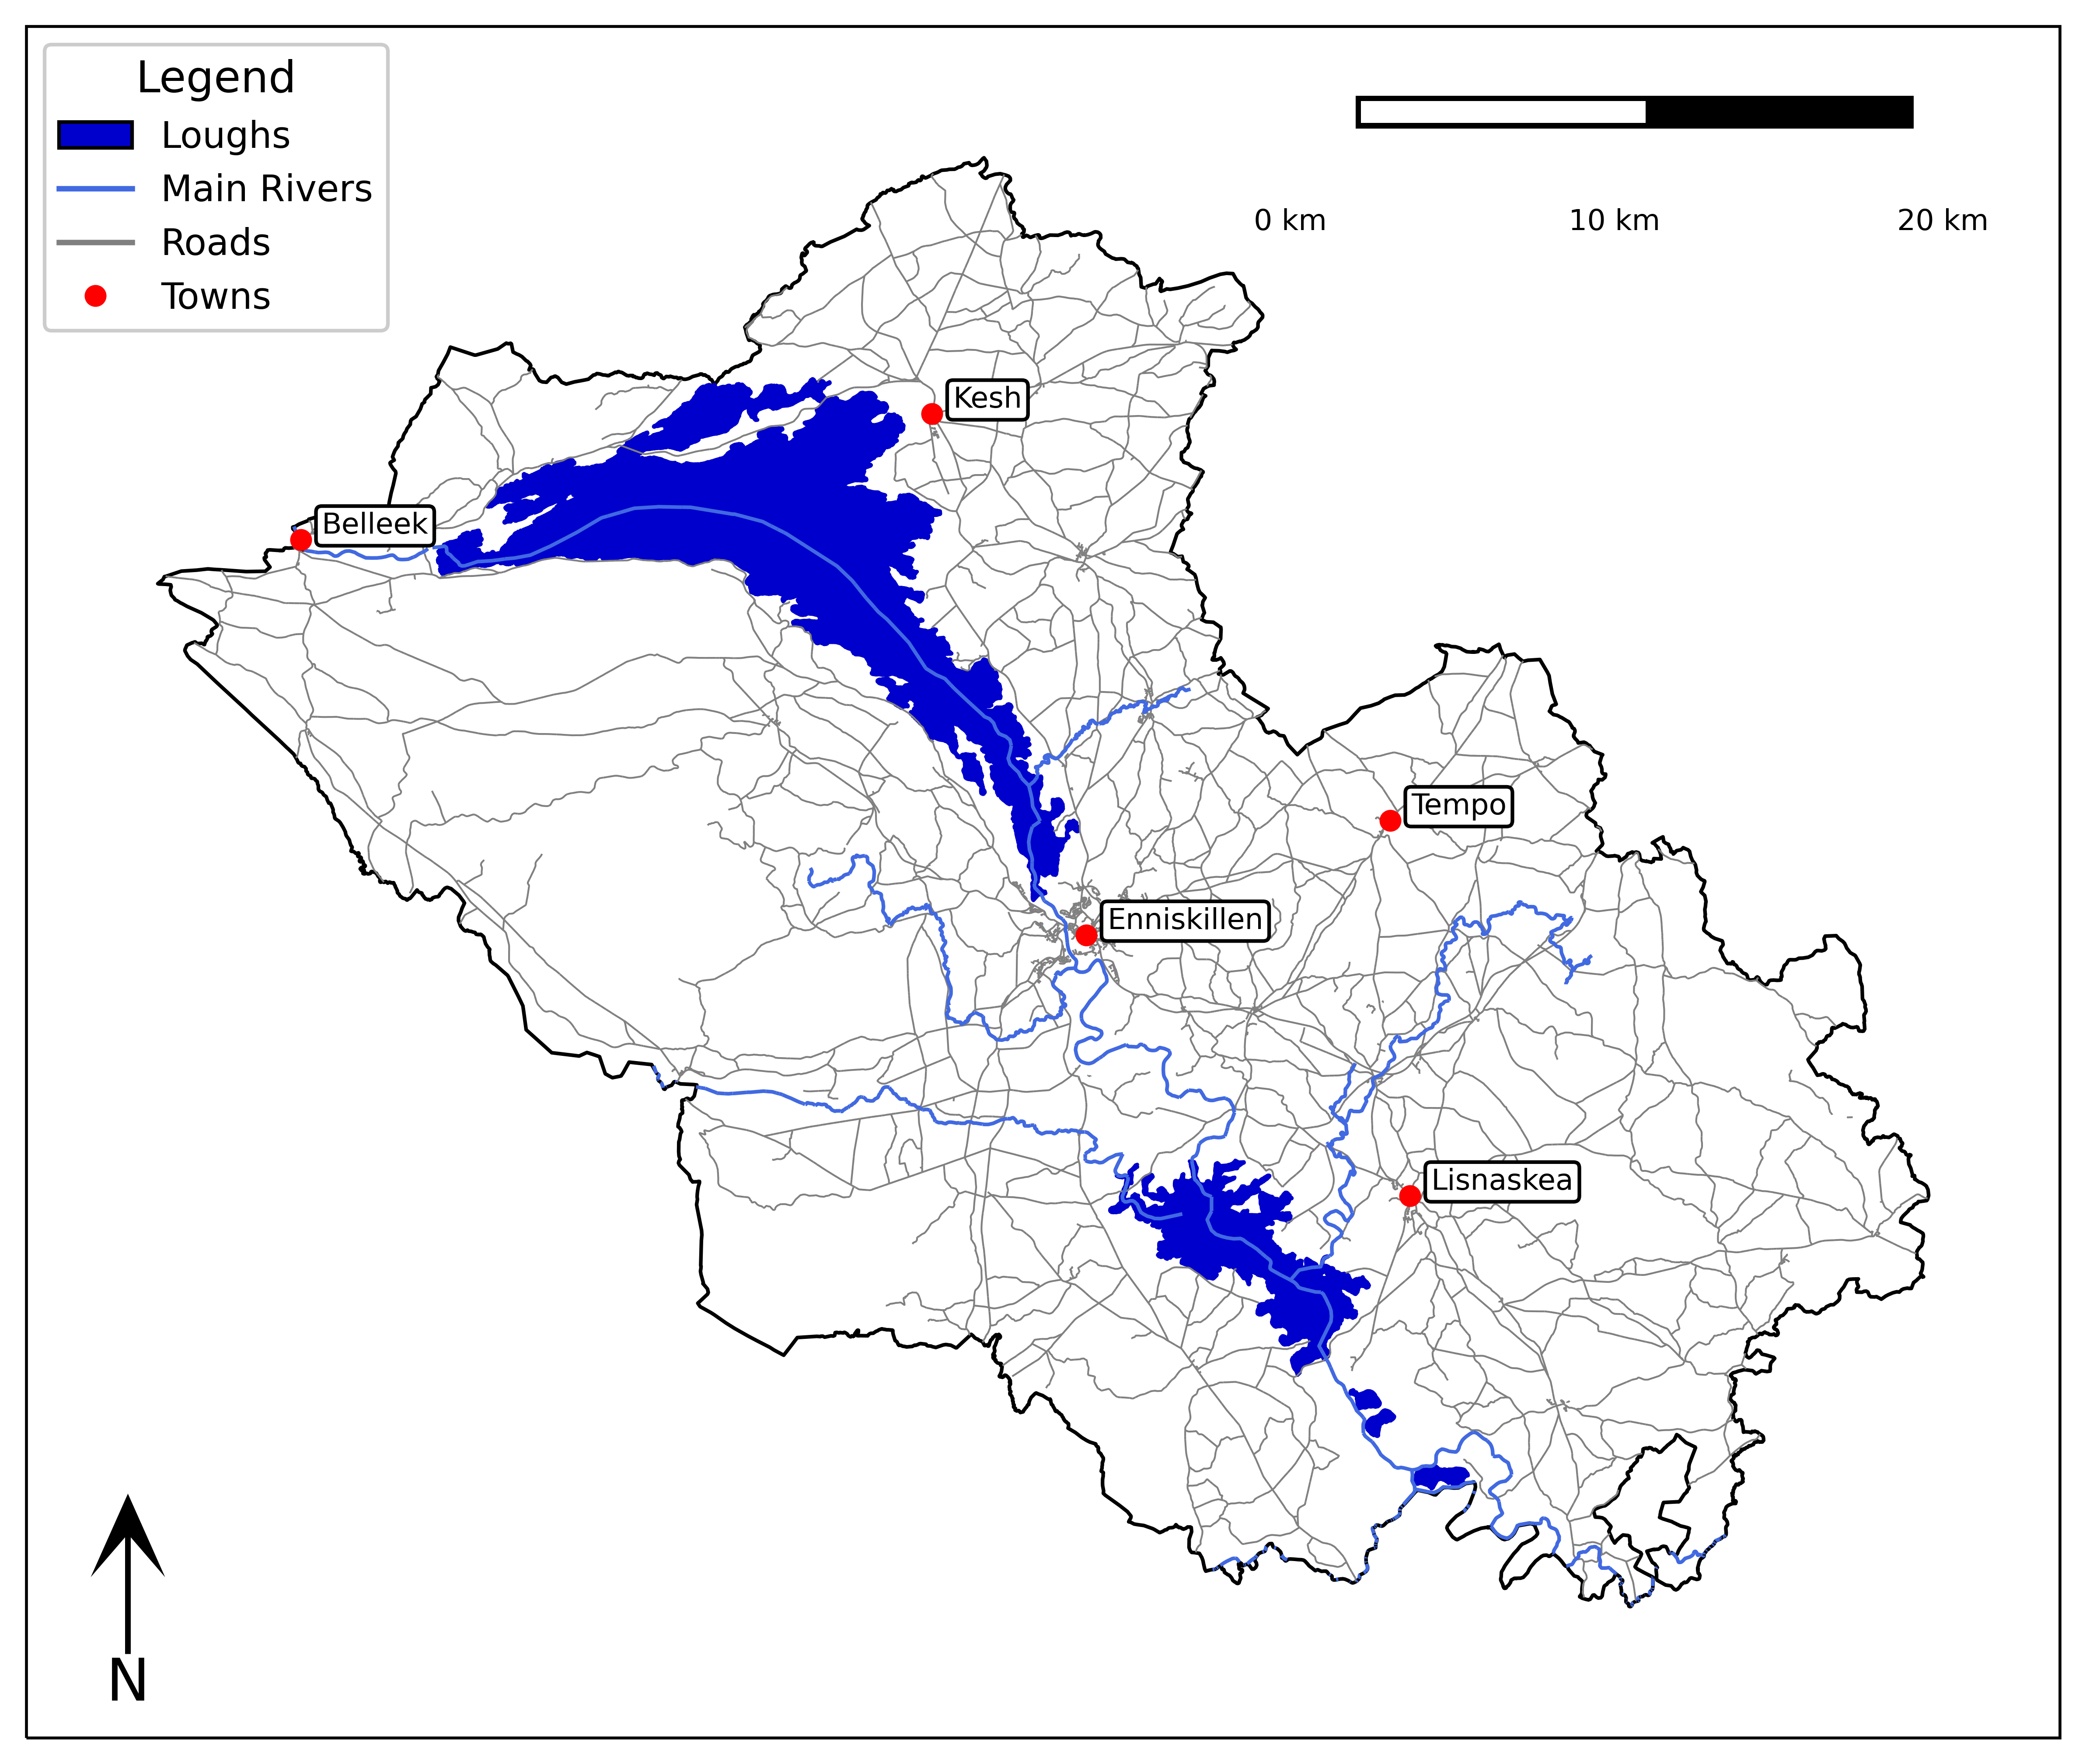 Legend
Loughs
Main Rivers
Roads
Towns
0 km 10 km 20 km
Kesh
Belleek
Tempo
Enniskillen
Lisnaskea
N